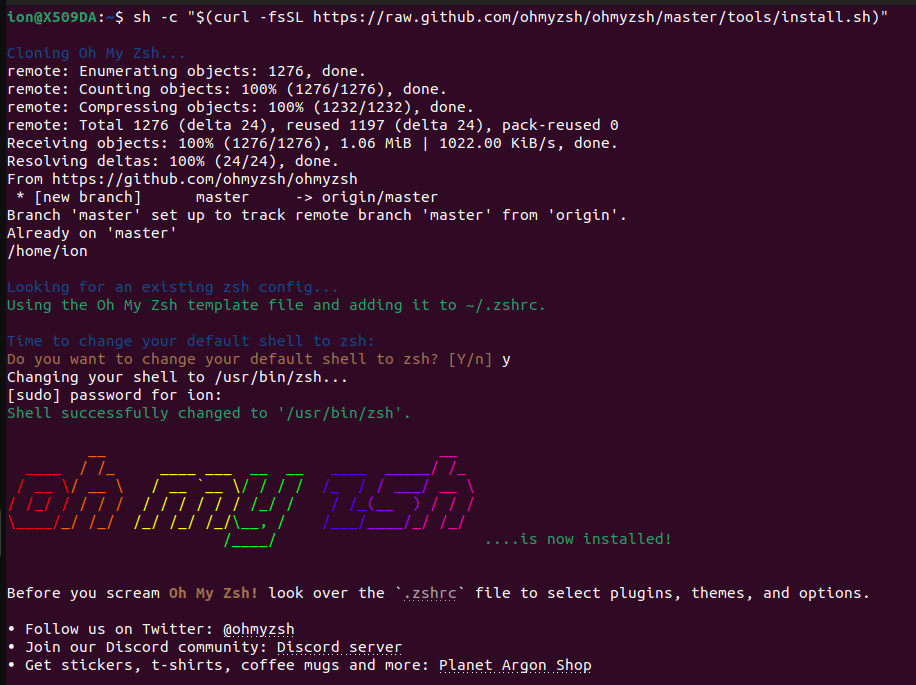 ion@X509DA:~$ sh -c "$(curl -fsSL https://raw.github.com/ohmyzsh/ohmyzsh/master/tools/install.sh)"
Cloning Oh My Zsh...
remote: Enumerating objects: 1276, done.
remote: Counting objects: 100% (1276/1276), done.
remote: Compressing objects: 100% (1232/1232), done.
remote: Total 1276 (delta 24), reused 1197 (delta 24), pack-reused 0
Receiving objects: 100% (1276/1276), 1.06 MiB | 1022.00 KiB/s, done.
Resolving deltas: 100% (24/24), done.
From https://github.com/ohmyzsh/ohmyzsh
 * [new branch]      master     -> origin/master
Branch 'master' set up to track remote branch 'master' from 'origin'.
Already on 'master'
/home/ion
Looking for an existing zsh config...
Using the Oh My Zsh template file and adding it to ~/.zshrc.
Time to change your default shell to zsh:
Do you want to change your default shell to zsh? [Y/n] y
Changing your shell to /usr/bin/zsh...
[sudo] password for ion:
Shell successfully changed to '/usr/bin/zsh'.
oh my zsh
....is now installed!
Before you scream Oh My Zsh! look over the `.zshrc` file to select plugins, themes, and options.
• Follow us on Twitter: @ohmyzsh
• Join our Discord community: Discord server
• Get stickers, t-shirts, coffee mugs and more: Planet Argon Shop